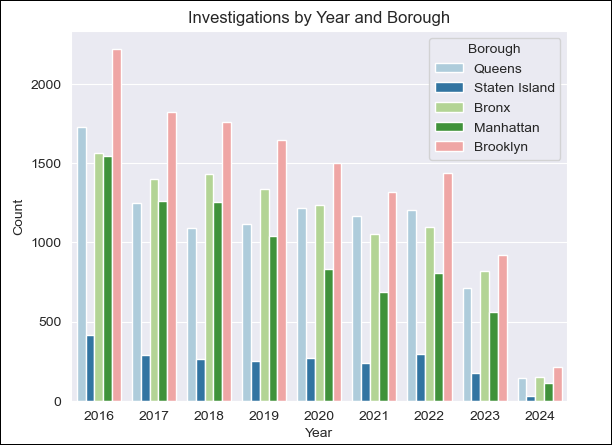 Investigations by Year and Borough
Borough
Queens
Staten Island
Bronx
Manhattan
Brooklyn
2000
1500
1000
500
0
Count
2016 2017 2018 2019 2020 2021 2022 2023 2024
Year